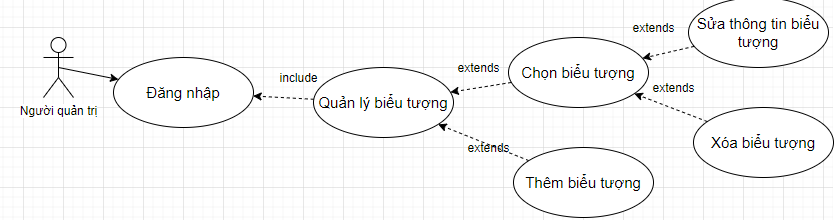 extends
Sửa thông tin biểu
tượng
extends
Chọn biểu tượng
include
extends
Đăng nhập
Quản lý biểu tượng
Người quản trị
Xóa biểu tượng
extends
Thêm biểu tượng